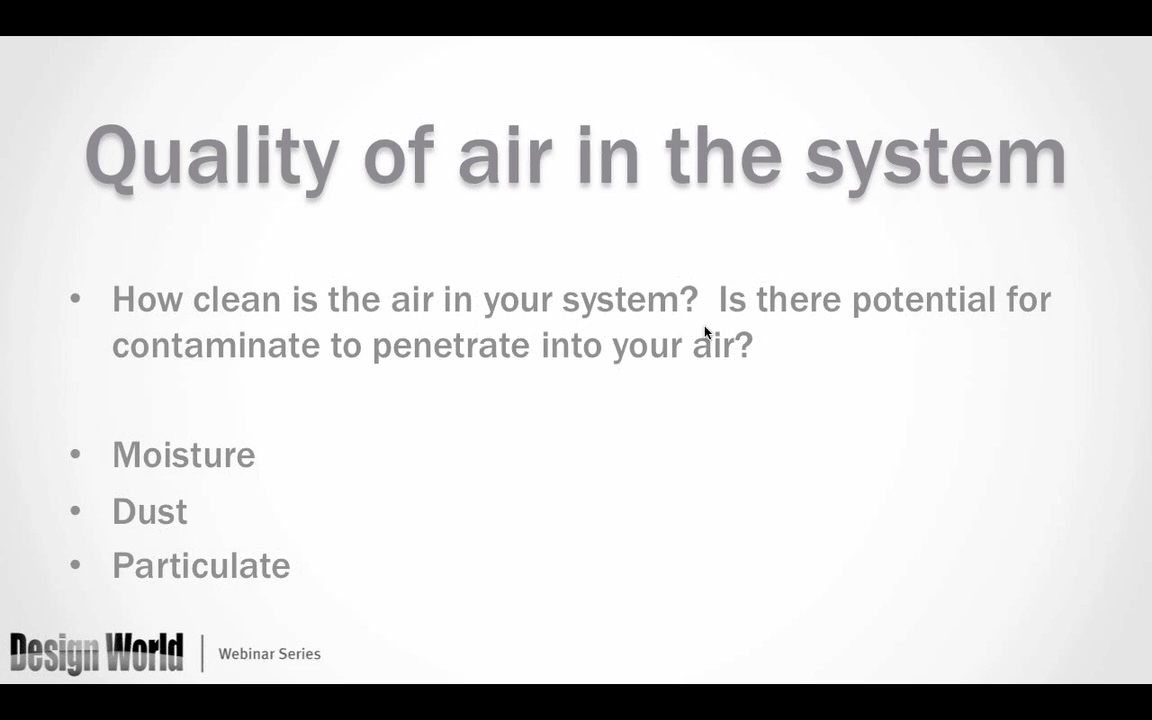 Quality of air in the system
• How clean is the air in your system?  Is there potential for
contaminate to penetrate into your air?
• Moisture
• Dust
• Particulate
Design World | Webinar Series